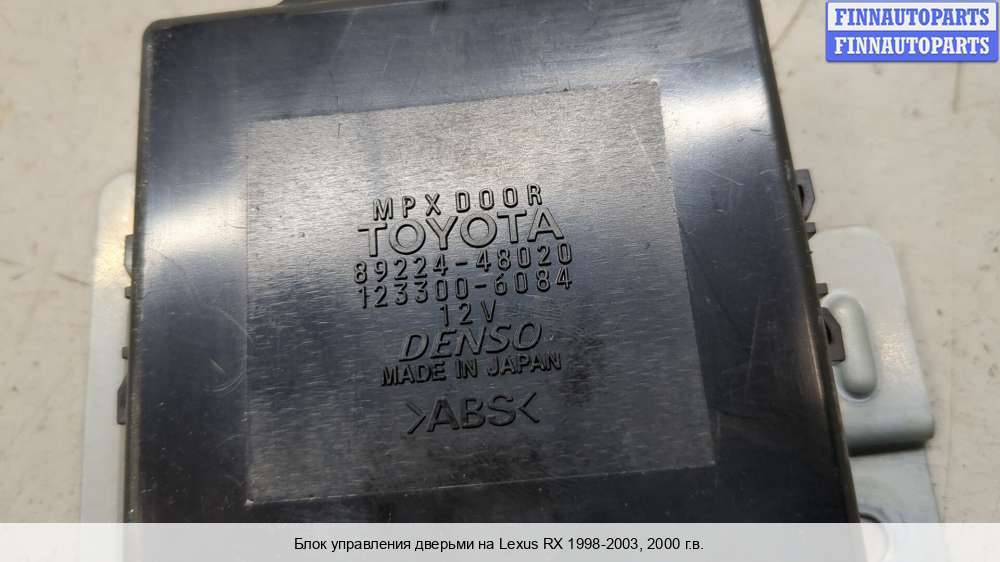 FINNAUTOPARTS
FINNAUTOPARTS
MPX DOOR
TOYOTA
89224-48020
123300-6084
12V
DENSO
MADE IN JAPAN
>ABS<
Блок управления дверьми на Lexus RX 1998-2003, 2000 г.в.